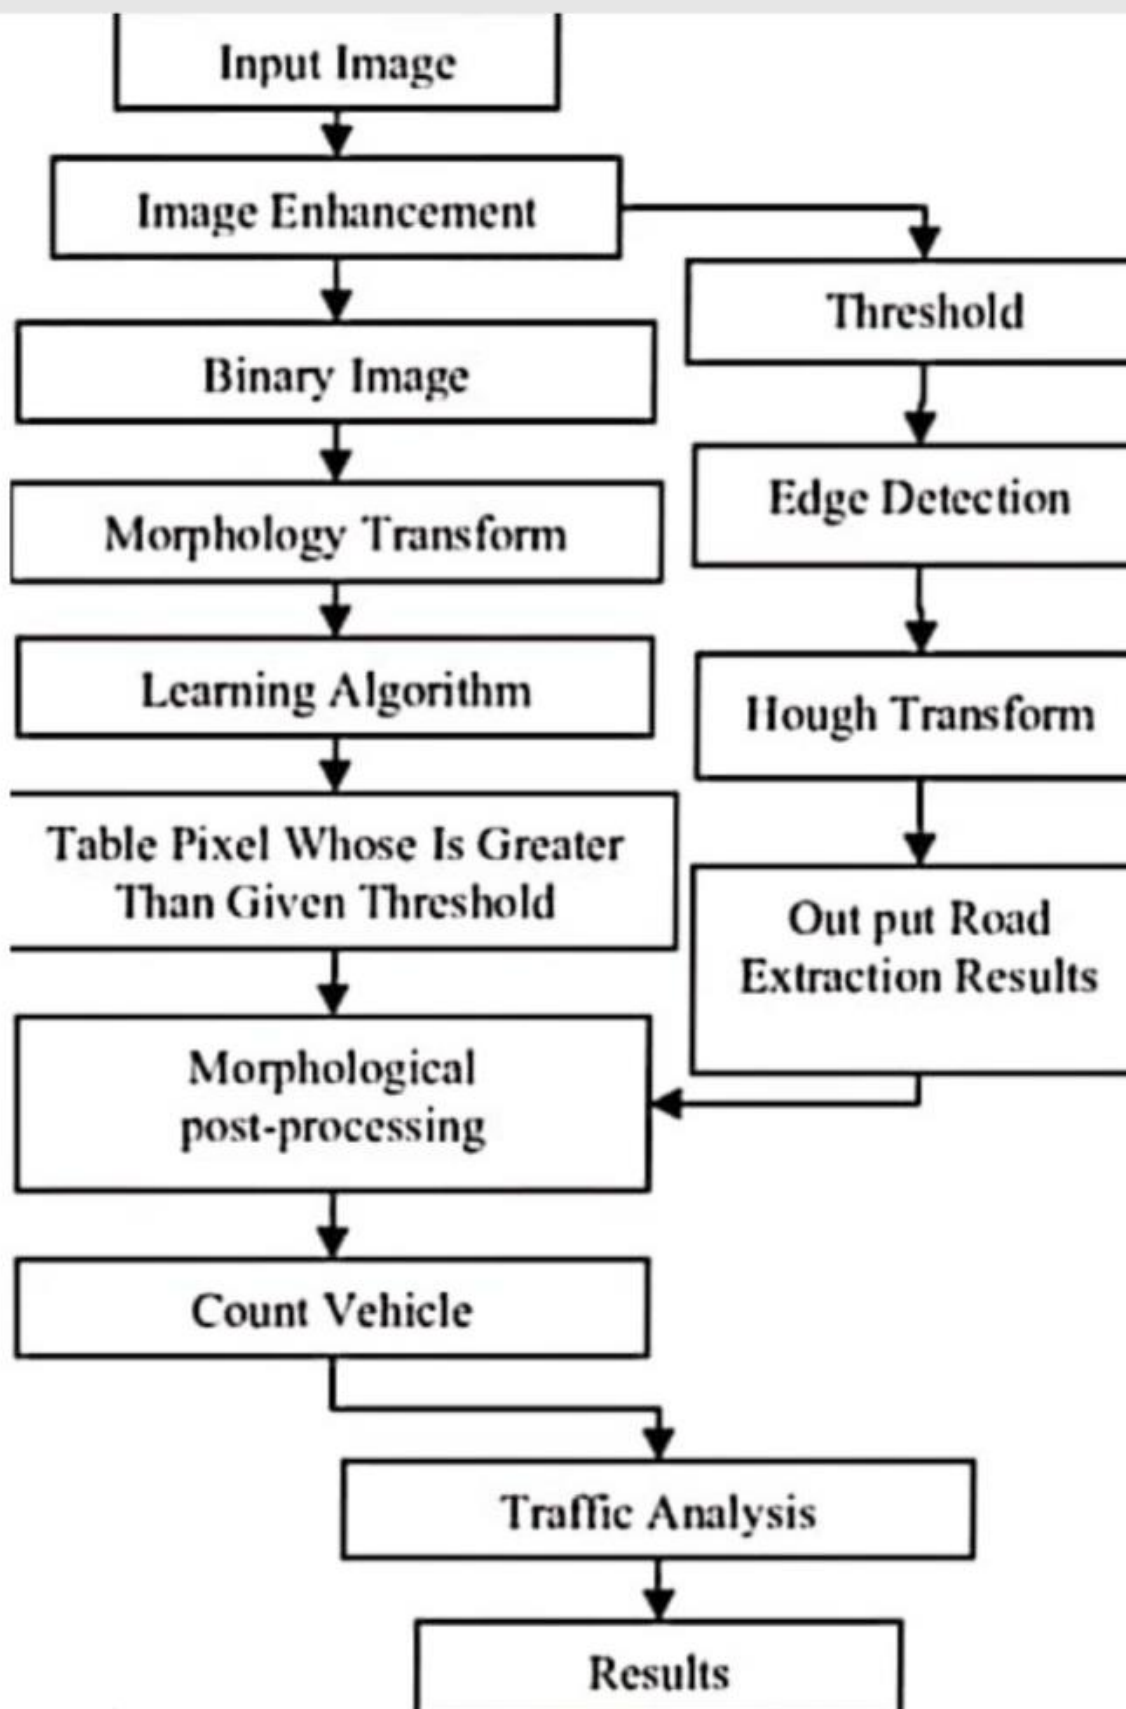 Input Image
Image Enhancement
Threshold
Binary Image
Edge Detection
Morphology Transform
Learning Algorithm
Hough Transform
Table Pixel Whose Is Greater
Than Given Threshold
Out put Road
Extraction Results
Morphological
post-processing
Count Vehicle
Traffic Analysis
Results